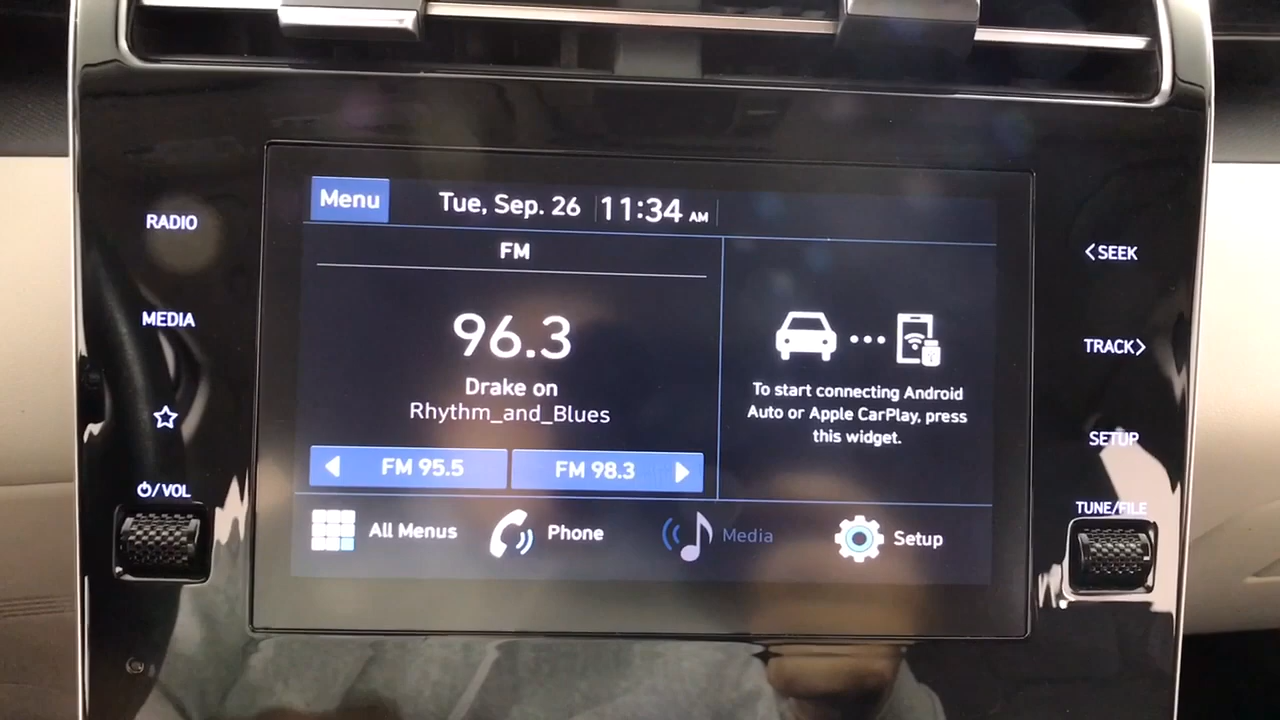 Menu
Tue, Sep. 26
11:34 AM
RADIO
MEDIA
⏻/VOL
FM
96.3
Drake on
Rhythm_and_Blues
FM 95.5
FM 98.3
To start connecting Android
Auto or Apple CarPlay, press
this widget.
All Menus
Phone
Media
Setup
<SEEK
TRACK>
SETUP
TUNE/FILE